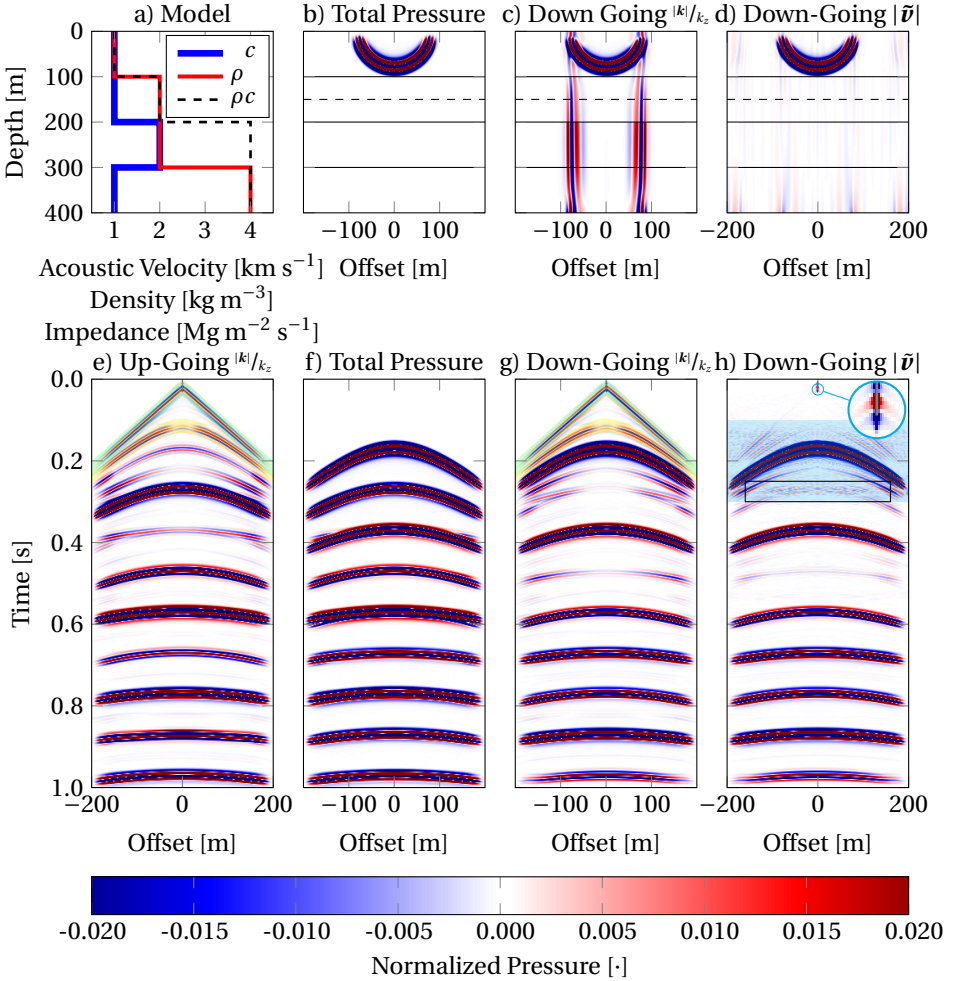 a) Model
b) Total Pressure
c) Down Going |k|/kz
d) Down-Going |ṽ|
0
100
200
300
400
Depth [m]
c
ρ
ρc
1 2 3 4
−100 0 100
−100 0 100
−200 0 200
Acoustic Velocity [km s−1]
Density [kg m−3]
Impedance [Mg m−2 s−1]
Offset [m]
Offset [m]
Offset [m]
e) Up-Going |k|/kz
f) Total Pressure
g) Down-Going |k|/kz
h) Down-Going |ṽ|
0.0
0.2
0.4
0.6
0.8
1.0
Time [s]
−200 0 200
−100 0 100
−100 0 100
−200 0 200
Offset [m]
Offset [m]
Offset [m]
Offset [m]
-0.020 -0.015 -0.010 -0.005 0.000 0.005 0.010 0.015 0.020
Normalized Pressure [·]